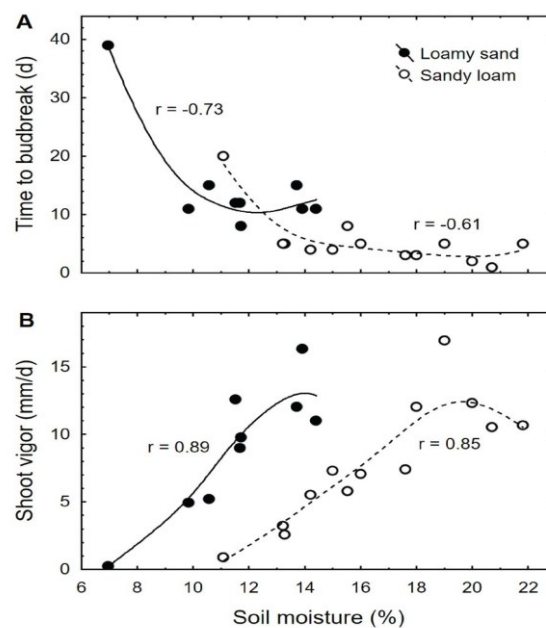 A
40
30
20
10
0
Time to budbreak (d)
Loamy sand
Sandy loam
r = -0.73
r = -0.61
B
15
10
5
0
Shoot vigor (mm/d)
r = 0.89
r = 0.85
6 8 10 12 14 16 18 20 22
Soil moisture (%)